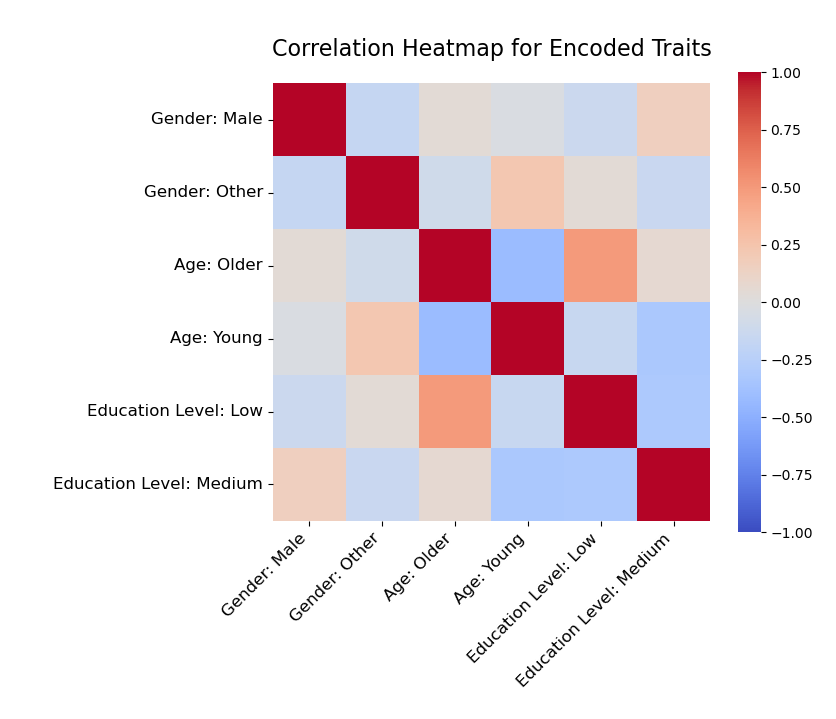 Correlation Heatmap for Encoded Traits
Gender: Male
Gender: Other
Age: Older
Age: Young
Education Level: Low
Education Level: Medium
Gender: Male
Gender: Other
Age: Older
Age: Young
Education Level: Low
Education Level: Medium
1.00
0.75
0.50
0.25
0.00
−0.25
−0.50
−0.75
−1.00